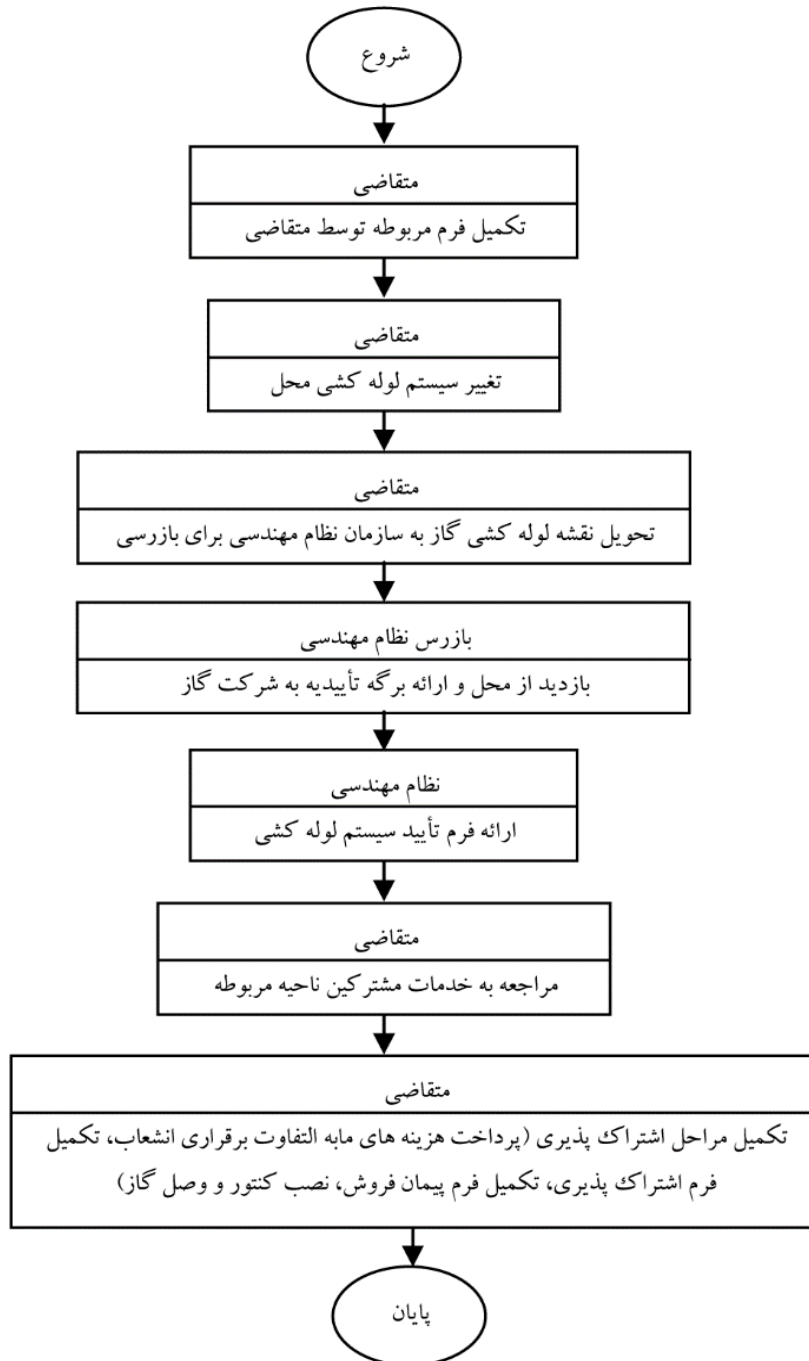 شروع
متقاضی
تکمیل فرم مربوطه توسط متقاضی
متقاضی
تغییر سیستم لوله کشی محل
متقاضی
تحویل نقشه لوله کشی گاز به سازمان نظام مهندسی برای بازرسی
بازرس نظام مهندسی
بازدید از محل و ارائه برگه تأییدیه به شرکت گاز
نظام مهندسی
ارائه فرم تأیید سیستم لوله کشی
متقاضی
مراجعه به خدمات مشترکین ناحیه مربوطه
متقاضی
تکمیل مراحل اشتراک پذیری (پرداخت هزینه های مابه التفاوت برقراری انشعاب، تکمیل
فرم اشتراک پذیری، تکمیل فرم پیمان فروش، نصب کنتور و وصل گاز)
پایان